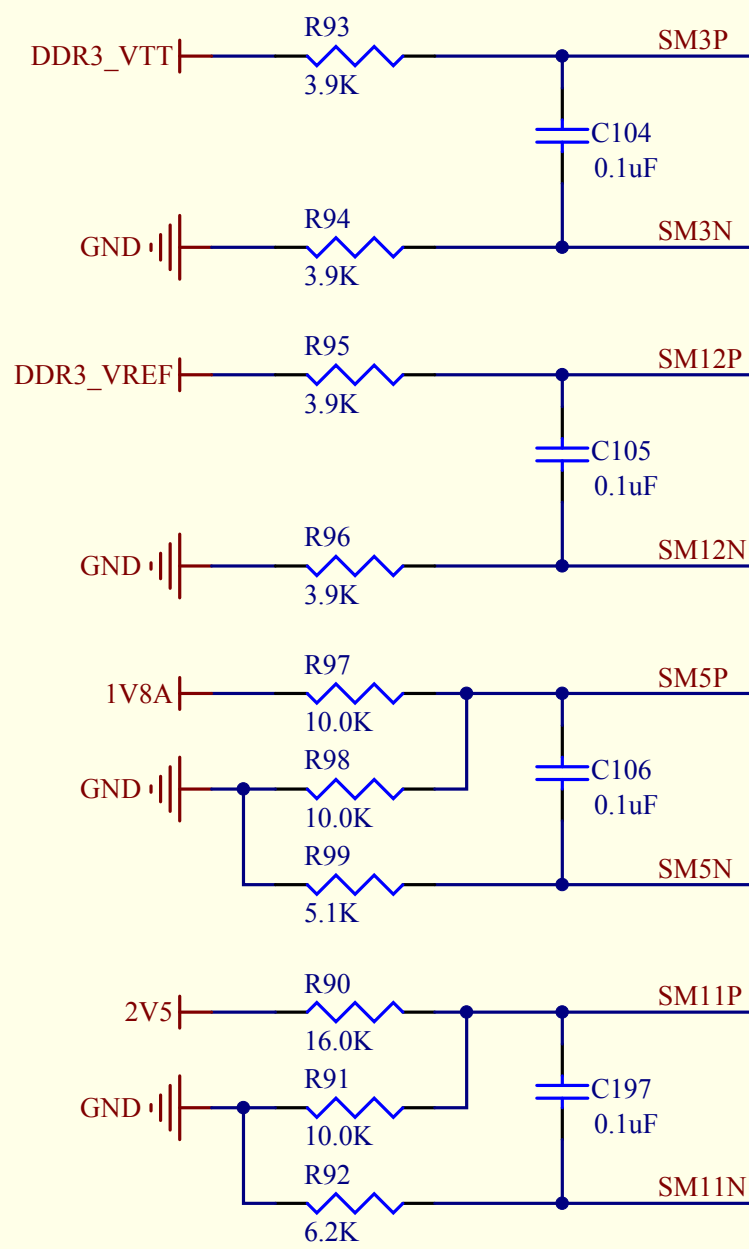 R93
SM3P
DDR3_VTT
3.9K
C104
0.1uF
R94
SM3N
GND
3.9K
R95
SM12P
DDR3_VREF
3.9K
C105
0.1uF
R96
SM12N
GND
3.9K
R97
SM5P
1V8A
10.0K
R98
C106
GND
0.1uF
10.0K
R99
SM5N
5.1K
R90
SM11P
2V5
16.0K
R91
C197
GND
0.1uF
10.0K
R92
SM11N
6.2K